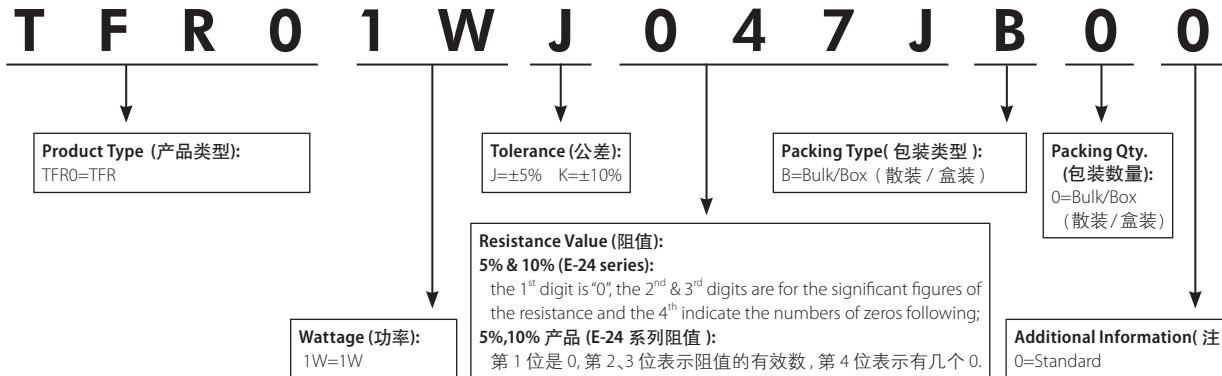 T F R 0 1 W J 0 4 7 J B 0 0
Product Type (产品类型):
TFR0=TFR
Tolerance (公差):
J=±5% K=±10%
Packing Type( 包装类型 ):
B=Bulk/Box ( 散装 / 盒装 )
Packing Qty.
(包装数量):
0=Bulk/Box
(散装/盒装)
Resistance Value (阻值):
5% & 10% (E-24 series):
the 1st digit is "0", the 2nd & 3rd digits are for the significant figures of
the resistance and the 4th indicate the numbers of zeros following;
5%,10% 产品 (E-24 系列阻值 ):
第 1 位是 0, 第 2、3 位表示阻值的有效数 , 第 4 位表示有几个 0.
Wattage (功率):
1W=1W
Additional Information( 注
0=Standard